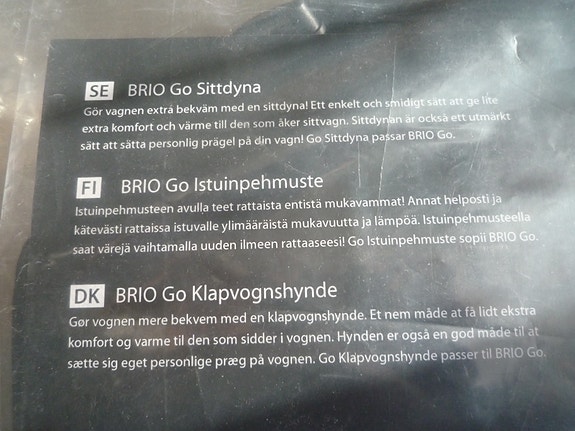 SE BRIO Go Sittdyna
Gör vagnen extra bekväm med en sittdyna! Ett enkelt och smidigt sätt att ge lite
extra komfort och värme till den som åker sittvagn. Sittdynan är också ett utmärkt
sätt att sätta personlig prägel på din vagn! Go Sittdyna passar BRIO Go.
FI BRIO Go Istuinpehmuste
Istuinpehmusteen avulla teet rattaista entistä mukavammat! Annat helposti ja
kätevästi rattaissa istuvalle ylimääräistä mukavuutta ja lämpöä. Istuinpehmusteella
saat värejä vaihtamalla uuden ilmeen rattaaseesi! Go Istuinpehmuste sopii BRIO Go.
DK BRIO Go Klapvognshynde
Gør vognen mere bekvem med en klapvognshynde. Et nem måde at få lidt ekstra
komfort og varme til den som sidder i vognen. Hynden er også en god måde til at
sætte sig eget personlige præg på vognen. Go Klapvognshynde passer til BRIO Go.